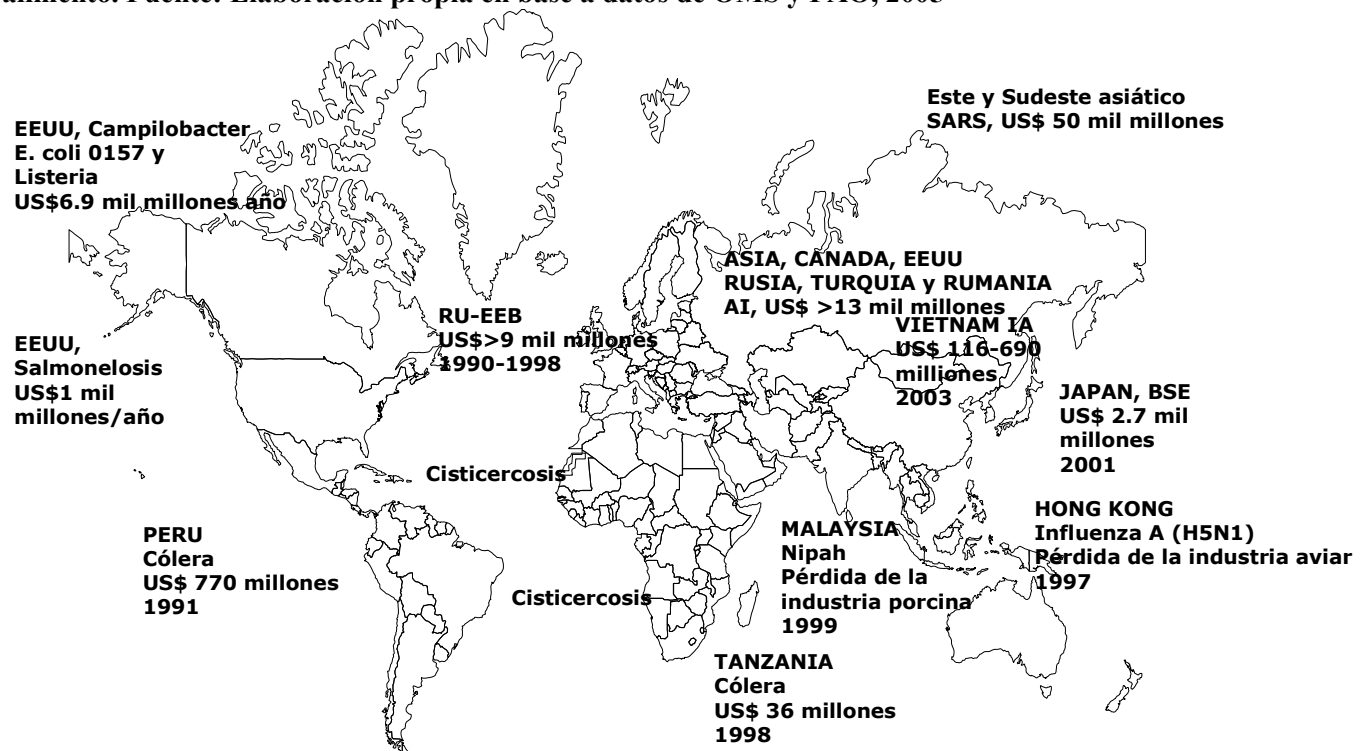 Fuente: Elaboración propia en base a datos de OMS y FAO, 2005
Este y Sudeste asiático
SARS, US$ 50 mil millones
EEUU, Campilobacter
E. coli 0157 y
Listeria
US$6.9 mil millones año
ASIA, CANADA, EEUU
RUSIA, TURQUIA y RUMANIA
AI, US$ >13 mil millones
RU-EEB
US$>9 mil millones
1990-1998
VIETNAM IA
US$ 116-690
milliones
2003
EEUU,
Salmonelosis
US$1 mil
millones/año
JAPAN, BSE
US$ 2.7 mil
millones
2001
Cisticercosis
PERU
Cólera
US$ 770 millones
1991
MALAYSIA
Nipah
Pérdida de la
industria porcina
1999
HONG KONG
Influenza A (H5N1)
Pérdida de la industria aviar
1997
Cisticercosis
TANZANIA
Cólera
US$ 36 millones
1998